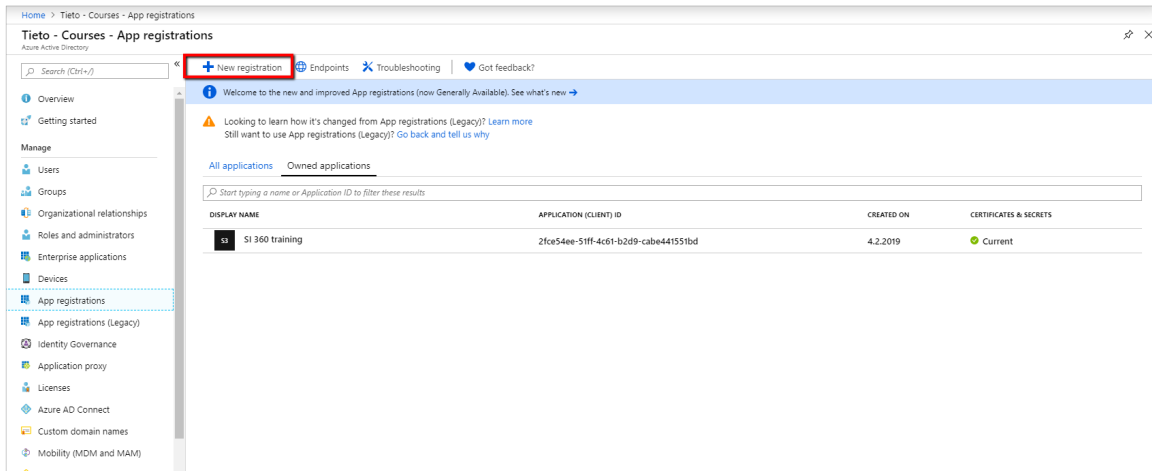 Home > Tieto - Courses - App registrations
Tieto - Courses - App registrations
Azure Active Directory
Search (Ctrl+/)
«
Overview
Getting started
Manage
Users
Groups
Organizational relationships
Roles and administrators
Enterprise applications
Devices
App registrations
App registrations (Legacy)
Identity Governance
Application proxy
Licenses
Azure AD Connect
Custom domain names
Mobility (MDM and MAM)
New registration Endpoints Troubleshooting Got feedback?
Welcome to the new and improved App registrations (now Generally Available). See what's new →
Looking to learn how it's changed from App registrations (Legacy)? Learn more
Still want to use App registrations (Legacy)? Go back and tell us why
All applications Owned applications
Start typing a name or Application ID to filter these results
DISPLAY NAME APPLICATION (CLIENT) ID CREATED ON CERTIFICATES & SECRETS
S3 SI 360 training 2fce54ee-51ff-4c61-b2d9-cabe441551bd 4.2.2019 Current